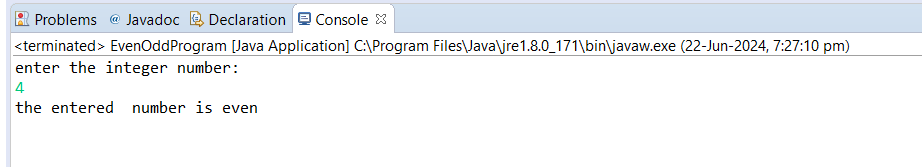 Problems @ Javadoc Declaration Console
<terminated> EvenOddProgram [Java Application] C:\Program Files\Java\jre1.8.0_171\bin\javaw.exe (22-Jun-2024, 7:27:10 pm)
enter the integer number:
4
the entered  number is even